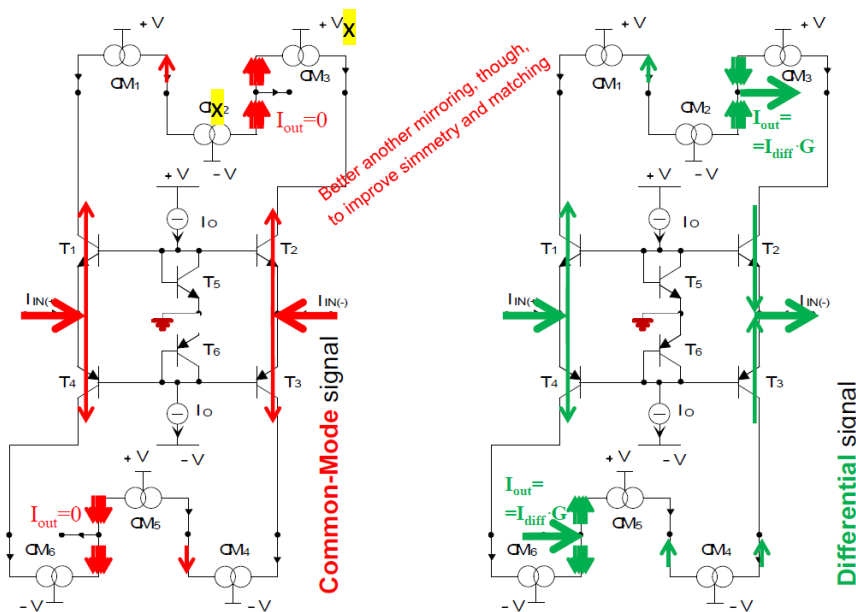 +V
+V
X
CM1
CM3
CM2
X
Iout=0
-V
+V
IO
T1
T2
T5
IIN(+)
IIN(-)
T6
T4
T3
IO
-V
+V
Iout=0
CM5
CM6
CM4
-V
-V
Common-Mode signal
Better another mirroring, though,
to improve simmetry and matching
+V
+V
CM1
CM3
CM2
Iout=
=Idiff·G
-V
+V
IO
T1
T2
T5
IIN(+)
IIN(-)
T6
T4
T3
IO
-V
+V
Iout=
=Idiff·G
CM5
CM6
CM4
-V
-V
Differential signal